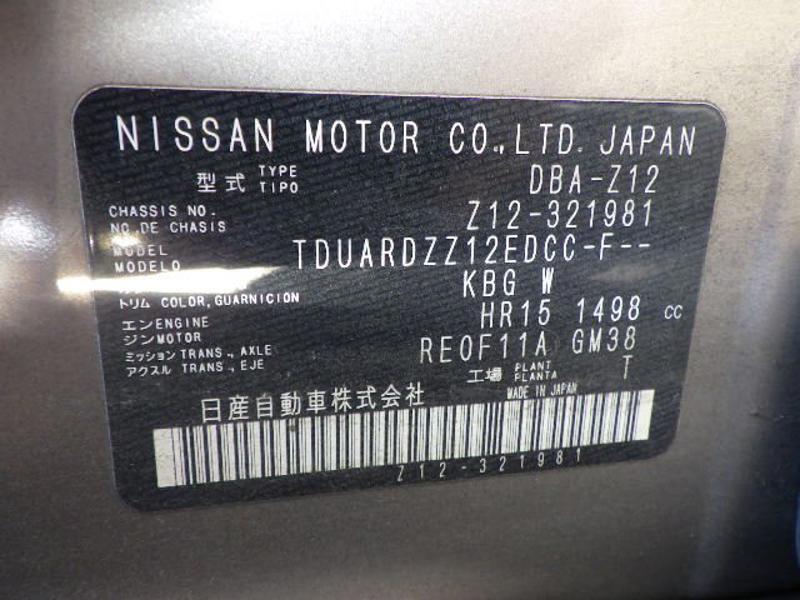 NISSAN MOTOR CO.,LTD. JAPAN
型式 TYPE TIPO DBA-Z12
CHASSIS NO. NO.DE CHASIS Z12-321981
MODEL MODELO TDUARDZZ12EDCC-F--
KBG W
トリム COLOR,GUARNICION
エンジン ENGINE MOTOR HR15 1498 cc
ミッション アクスル TRANS., AXLE TRANS., EJE RE0F11A GM38
工場 PLANT PLANTA T
日産自動車株式会社 MADE IN JAPAN
Z12-321981